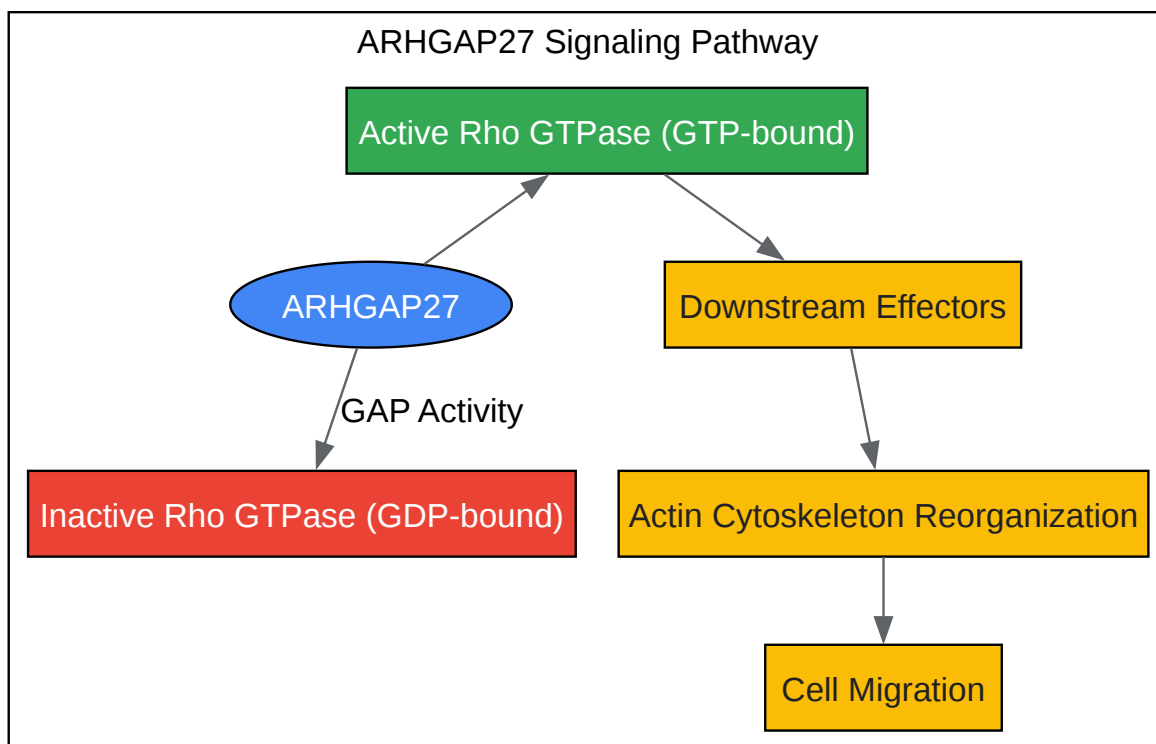 ARHGAP27 Signaling Pathway
Active Rho GTPase (GTP-bound)
ARHGAP27
Downstream Effectors
GAP Activity
Inactive Rho GTPase (GDP-bound)
Actin Cytoskeleton Reorganization
Cell Migration